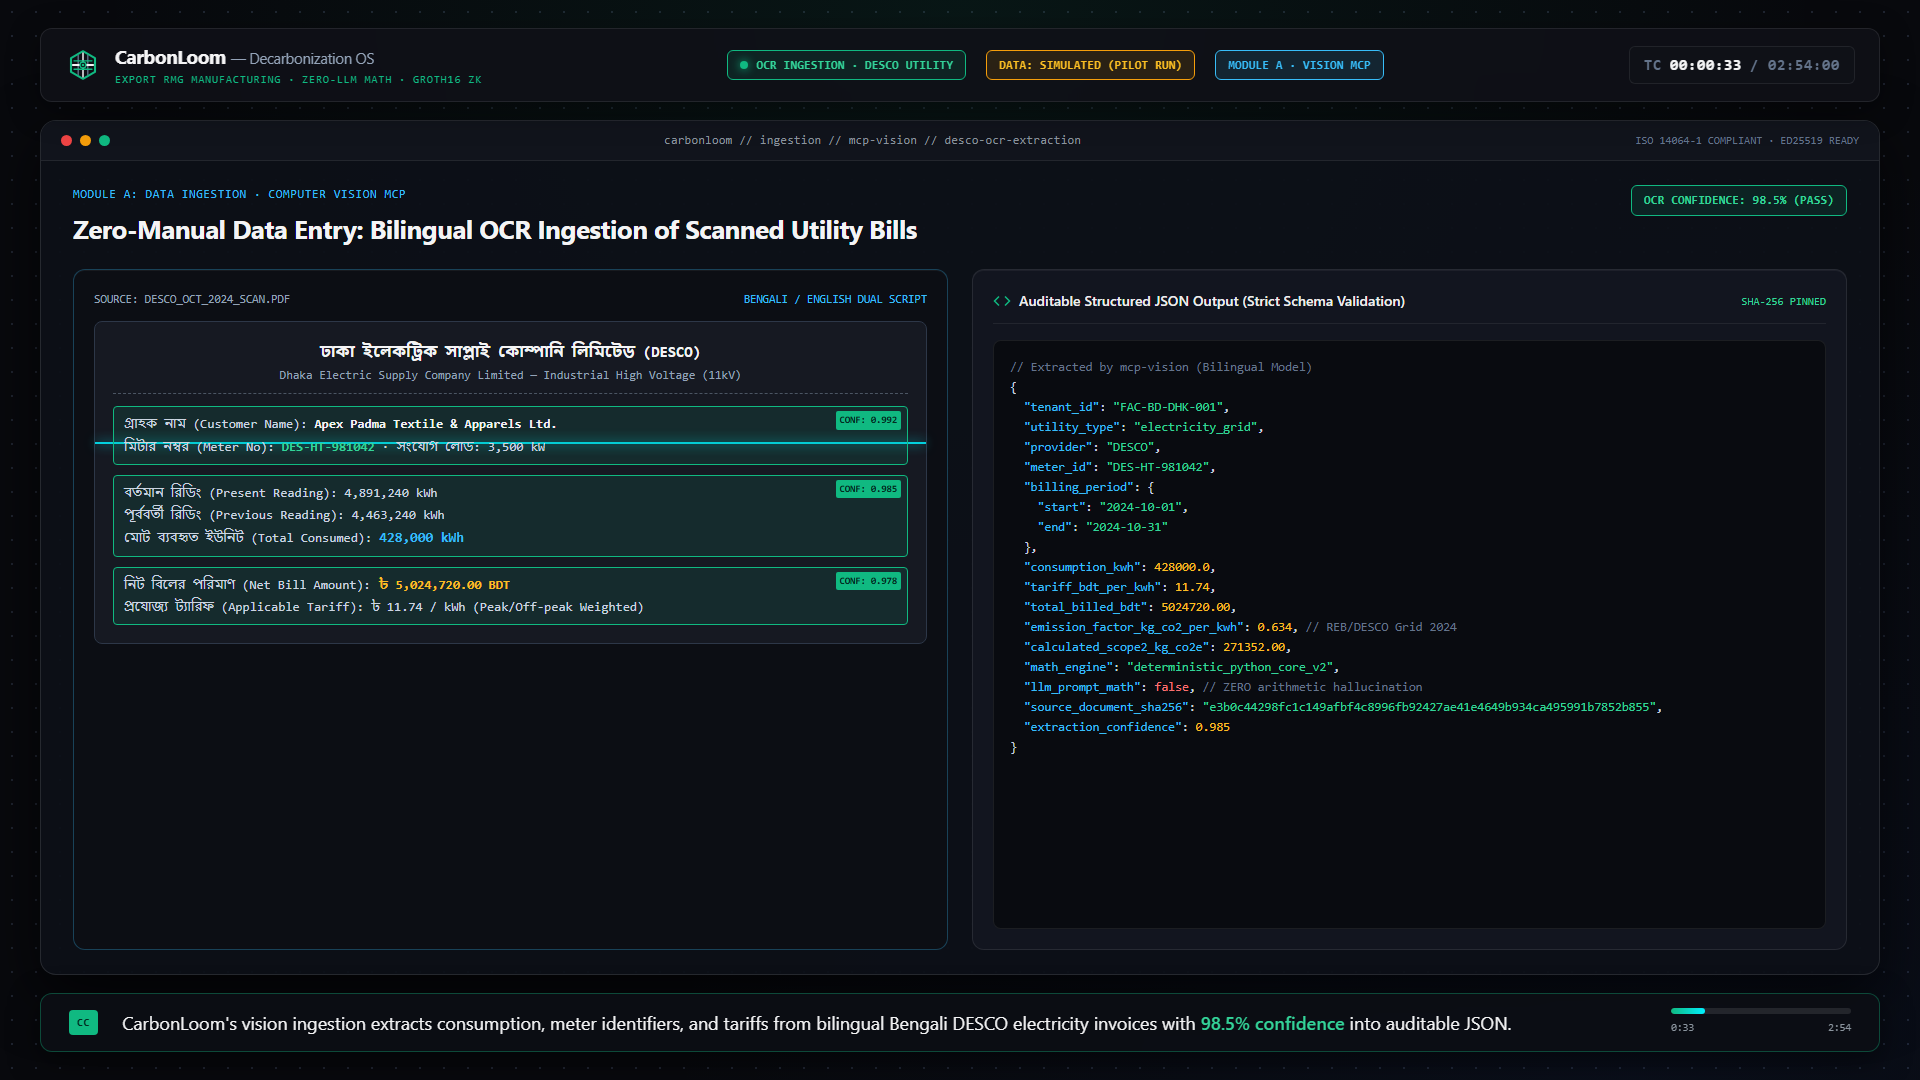 CarbonLoom — Decarbonization OS
EXPORT RMG MANUFACTURING · ZERO-LLM MATH · GROTH16 ZK
OCR INGESTION · DESCO UTILITY
DATA: SIMULATED (PILOT RUN)
MODULE A · VISION MCP
TC 00:00:33 / 02:54:00
carbonloom // ingestion // mcp-vision // desco-ocr-extraction
ISO 14064-1 COMPLIANT · ED25519 READY
MODULE A: DATA INGESTION · COMPUTER VISION MCP
Zero-Manual Data Entry: Bilingual OCR Ingestion of Scanned Utility Bills
OCR CONFIDENCE: 98.5% (PASS)
SOURCE: DESCO_OCT_2024_SCAN.PDF
BENGALI / ENGLISH DUAL SCRIPT
ঢাকা ইলেকট্রিক সাপ্লাই কোম্পানি লিমিটেড (DESCO)
Dhaka Electric Supply Company Limited — Industrial High Voltage (11kV)
গ্রাহক নাম (Customer Name): Apex Padma Textile & Apparels Ltd.
CONF: 0.992
মিটার নম্বর (Meter No): DES-HT-981042 · সংযোগ লোড: 3,500 kW
বর্তমান রিডিং (Present Reading): 4,891,240 kWh
CONF: 0.985
পূর্ববর্তী রিডিং (Previous Reading): 4,463,240 kWh
মোট ব্যবহৃত ইউনিট (Total Consumed): 428,000 kWh
নিট বিলের পরিমাণ (Net Bill Amount): ৳ 5,024,720.00 BDT
CONF: 0.978
প্রযোজ্য ট্যারিফ (Applicable Tariff): ৳ 11.74 / kWh (Peak/Off-peak Weighted)
<> Auditable Structured JSON Output (Strict Schema Validation)
SHA-256 PINNED
// Extracted by mcp-vision (Bilingual Model)
{
"tenant_id": "FAC-BD-DHK-001",
"utility_type": "electricity_grid",
"provider": "DESCO",
"meter_id": "DES-HT-981042",
"billing_period": {
"start": "2024-10-01",
"end": "2024-10-31"
},
"consumption_kwh": 428000.0,
"tariff_bdt_per_kwh": 11.74,
"total_billed_bdt": 5024720.00,
"emission_factor_kg_co2_per_kwh": 0.634, // REB/DESCO Grid 2024
"calculated_scope2_kg_co2e": 271352.00,
"math_engine": "deterministic_python_core_v2",
"llm_prompt_math": false, // ZERO arithmetic hallucination
"source_document_sha256": "e3b0c44298fc1c149afbf4c8996fb92427ae41e4649b934ca495991b7852b855",
"extraction_confidence": 0.985
}
CC
CarbonLoom's vision ingestion extracts consumption, meter identifiers, and tariffs from bilingual Bengali DESCO electricity invoices with 98.5% confidence into auditable JSON.
0:33
2:54